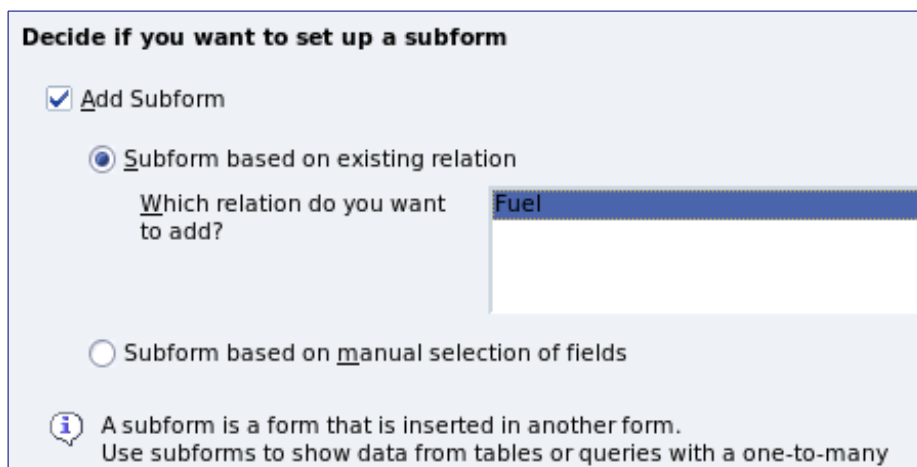 Decide if you want to set up a subform
Add Subform
Subform based on existing relation
Which relation do you want
to add?
Fuel
Subform based on manual selection of fields
A subform is a form that is inserted in another form.
Use subforms to show data from tables or queries with a one-to-many